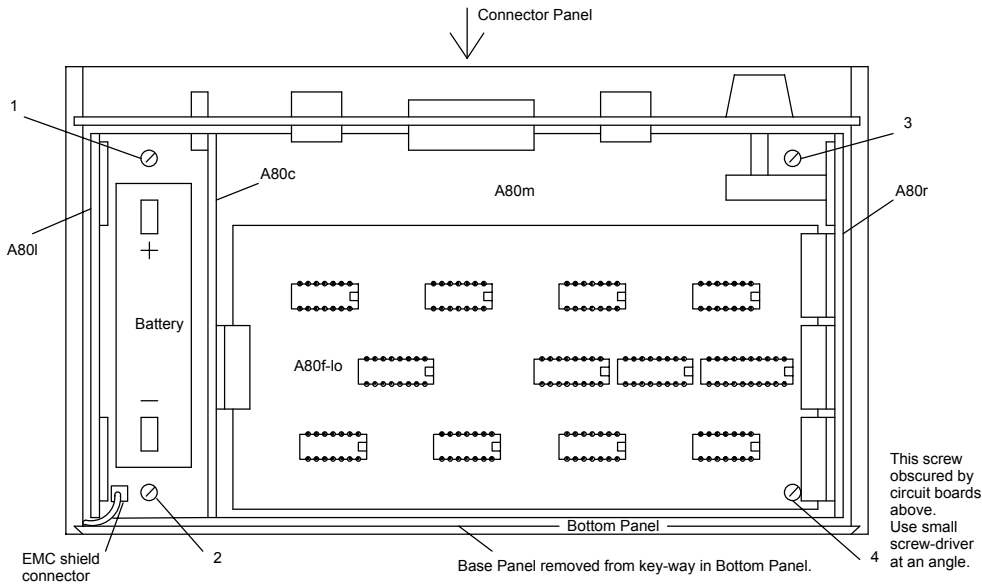 Connector Panel
1
3
A80c
A80m
A80r
A80l
+
Battery
A80f-lo
–
This screw
obscured by
circuit boards
above.
Use small
screw-driver
at an angle.
Bottom Panel
EMC shield
connector
2
Base Panel removed from key-way in Bottom Panel.
4